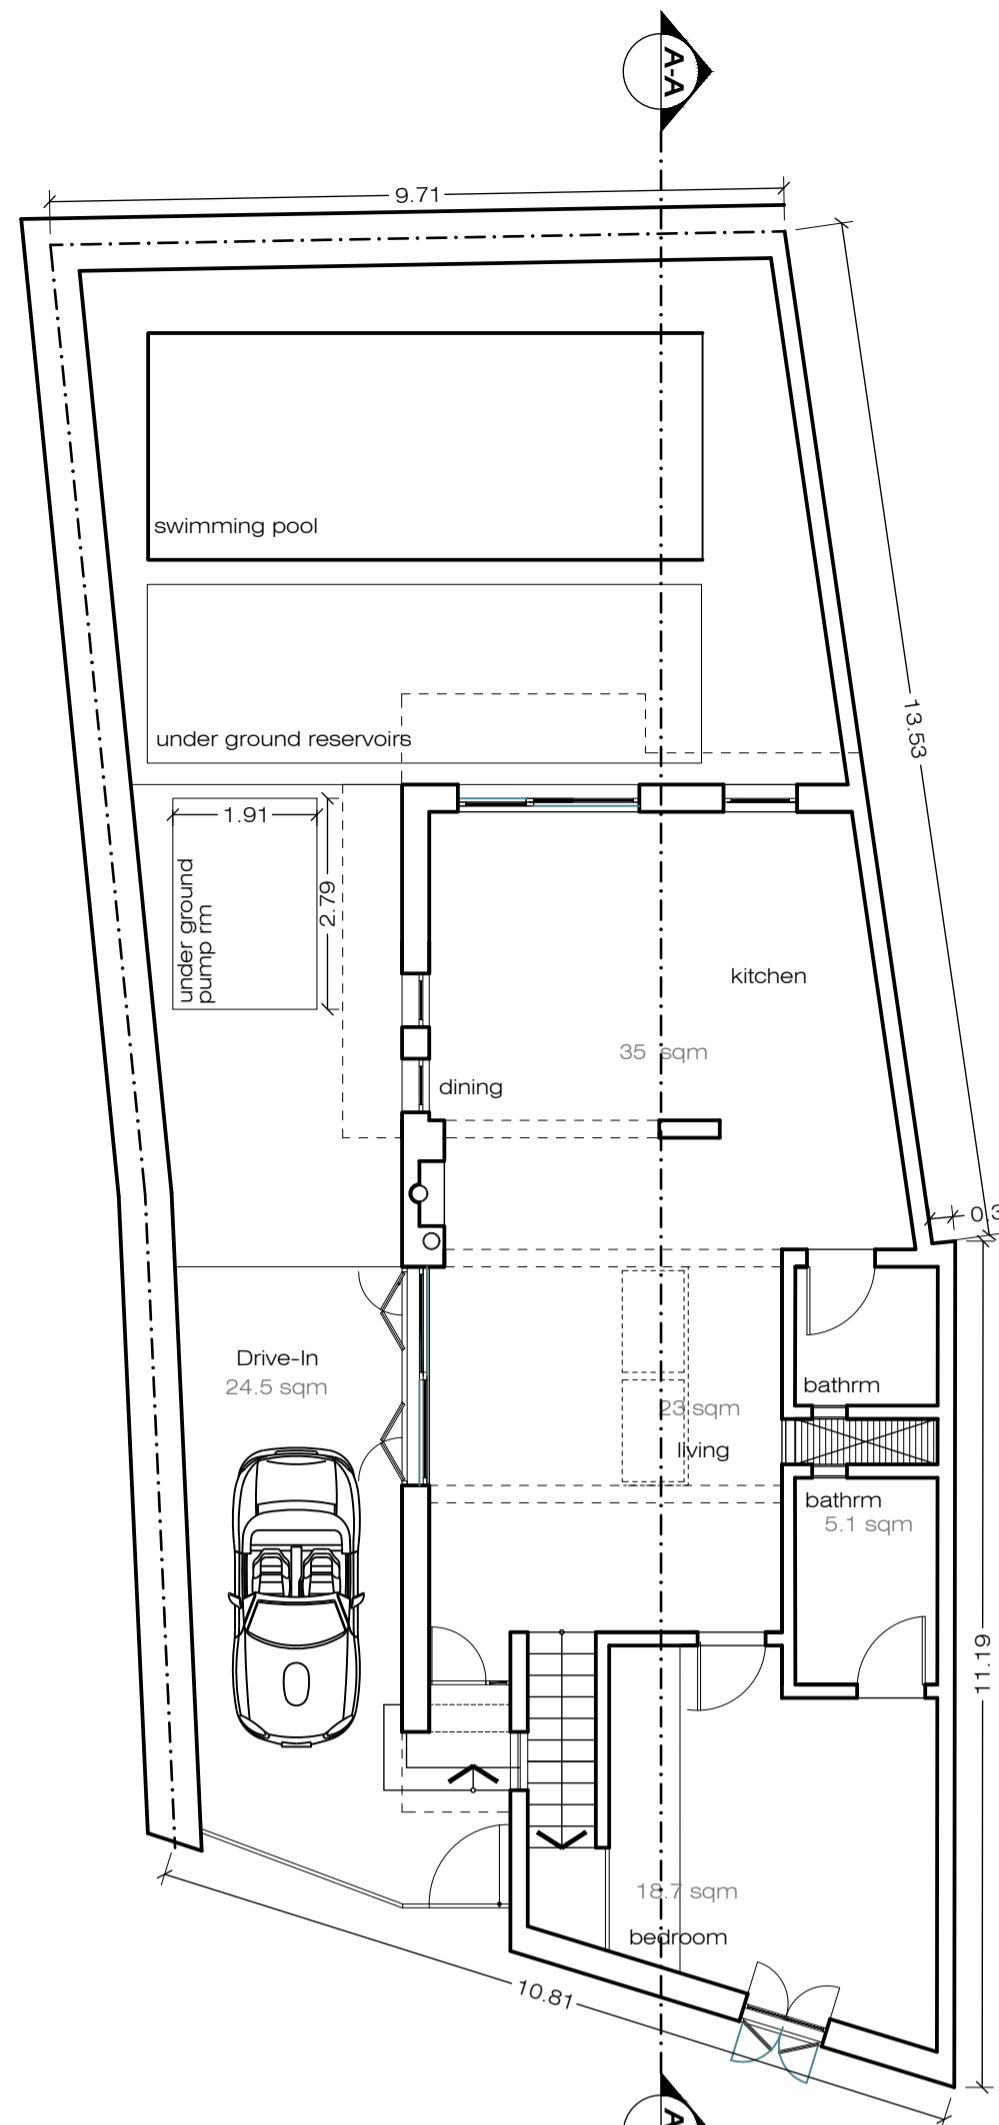 A-A
9.71
swimming pool
13.53
under ground reservoirs
1.91
2.79
under ground
pump rm
kitchen
35 sqm
dining
0.3
Drive-In
24.5 sqm
bathrm
23 sqm
living
bathrm
5.1 sqm
11.19
18.7 sqm
bedroom
10.81